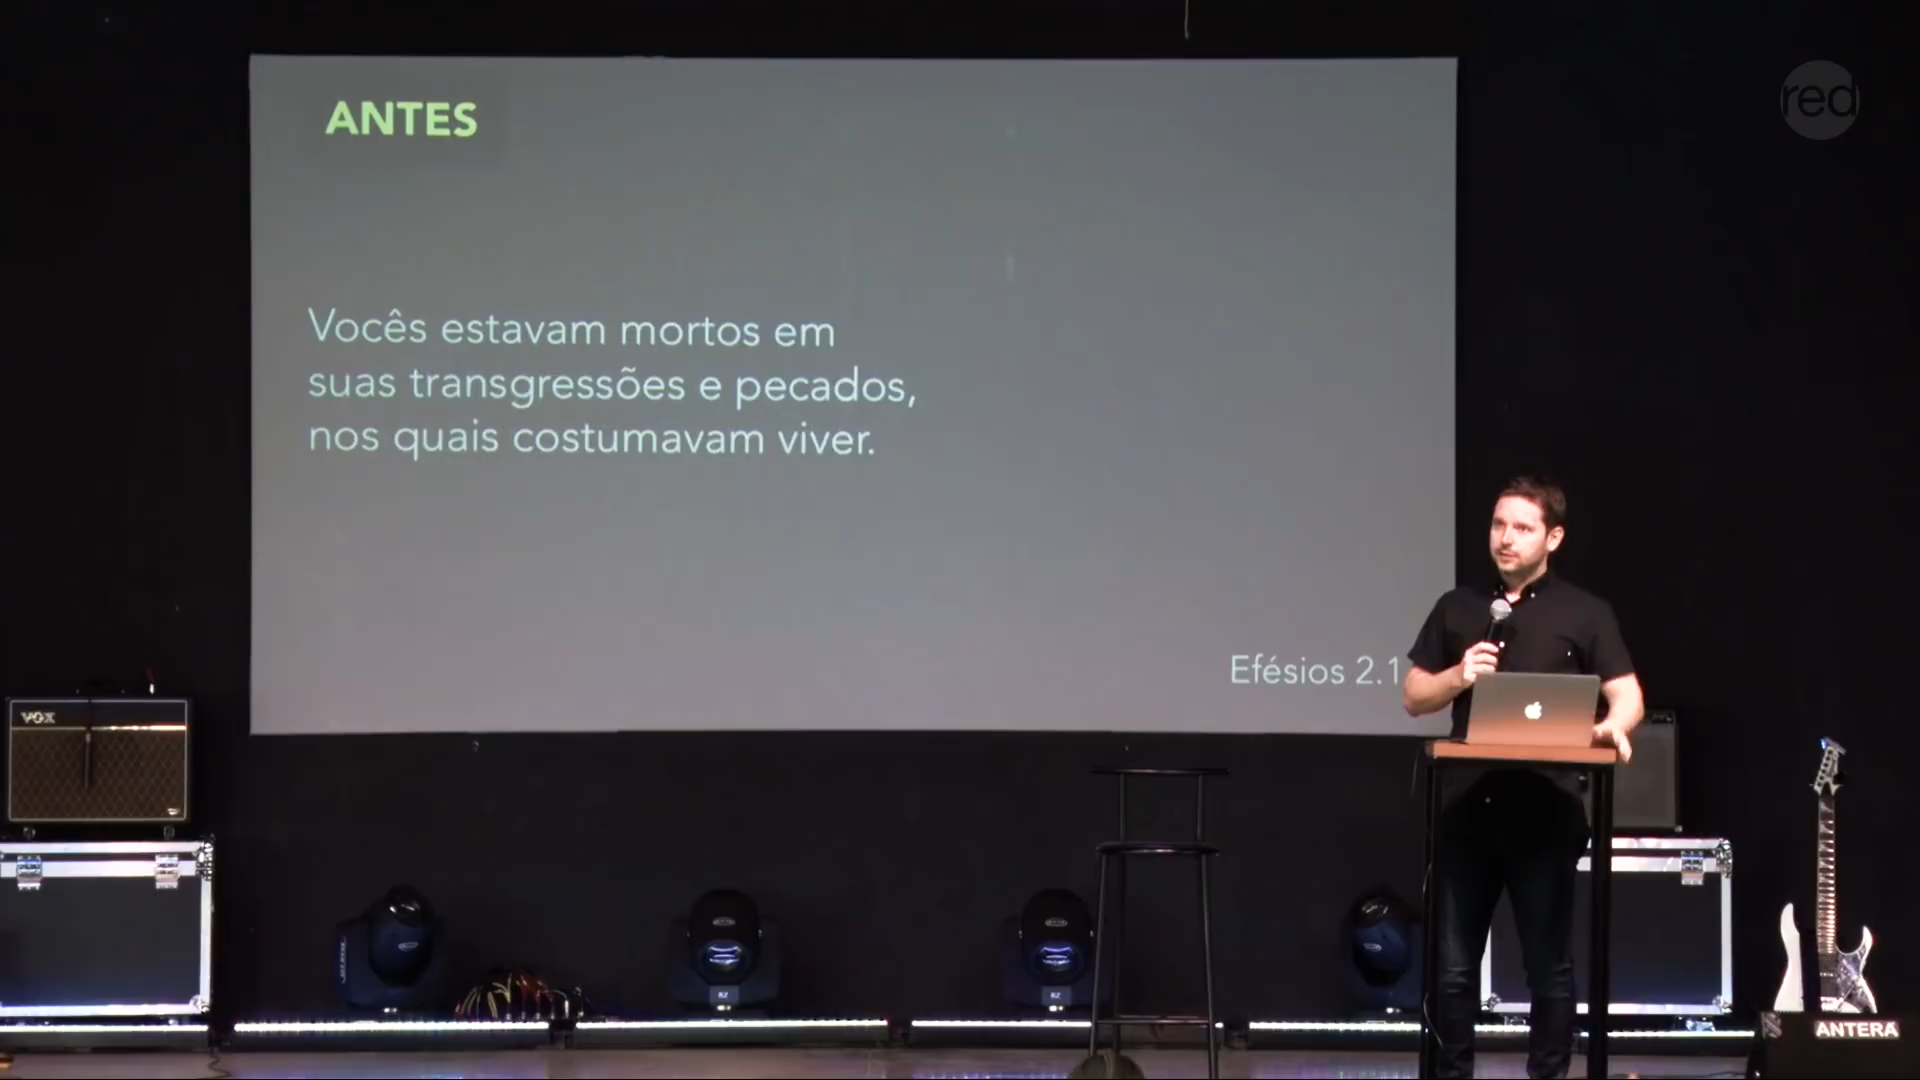 red
ANTES
Vocês estavam mortos em
suas transgressões e pecados,
nos quais costumavam viver.
Efésios 2.1
VOX
ANTERA